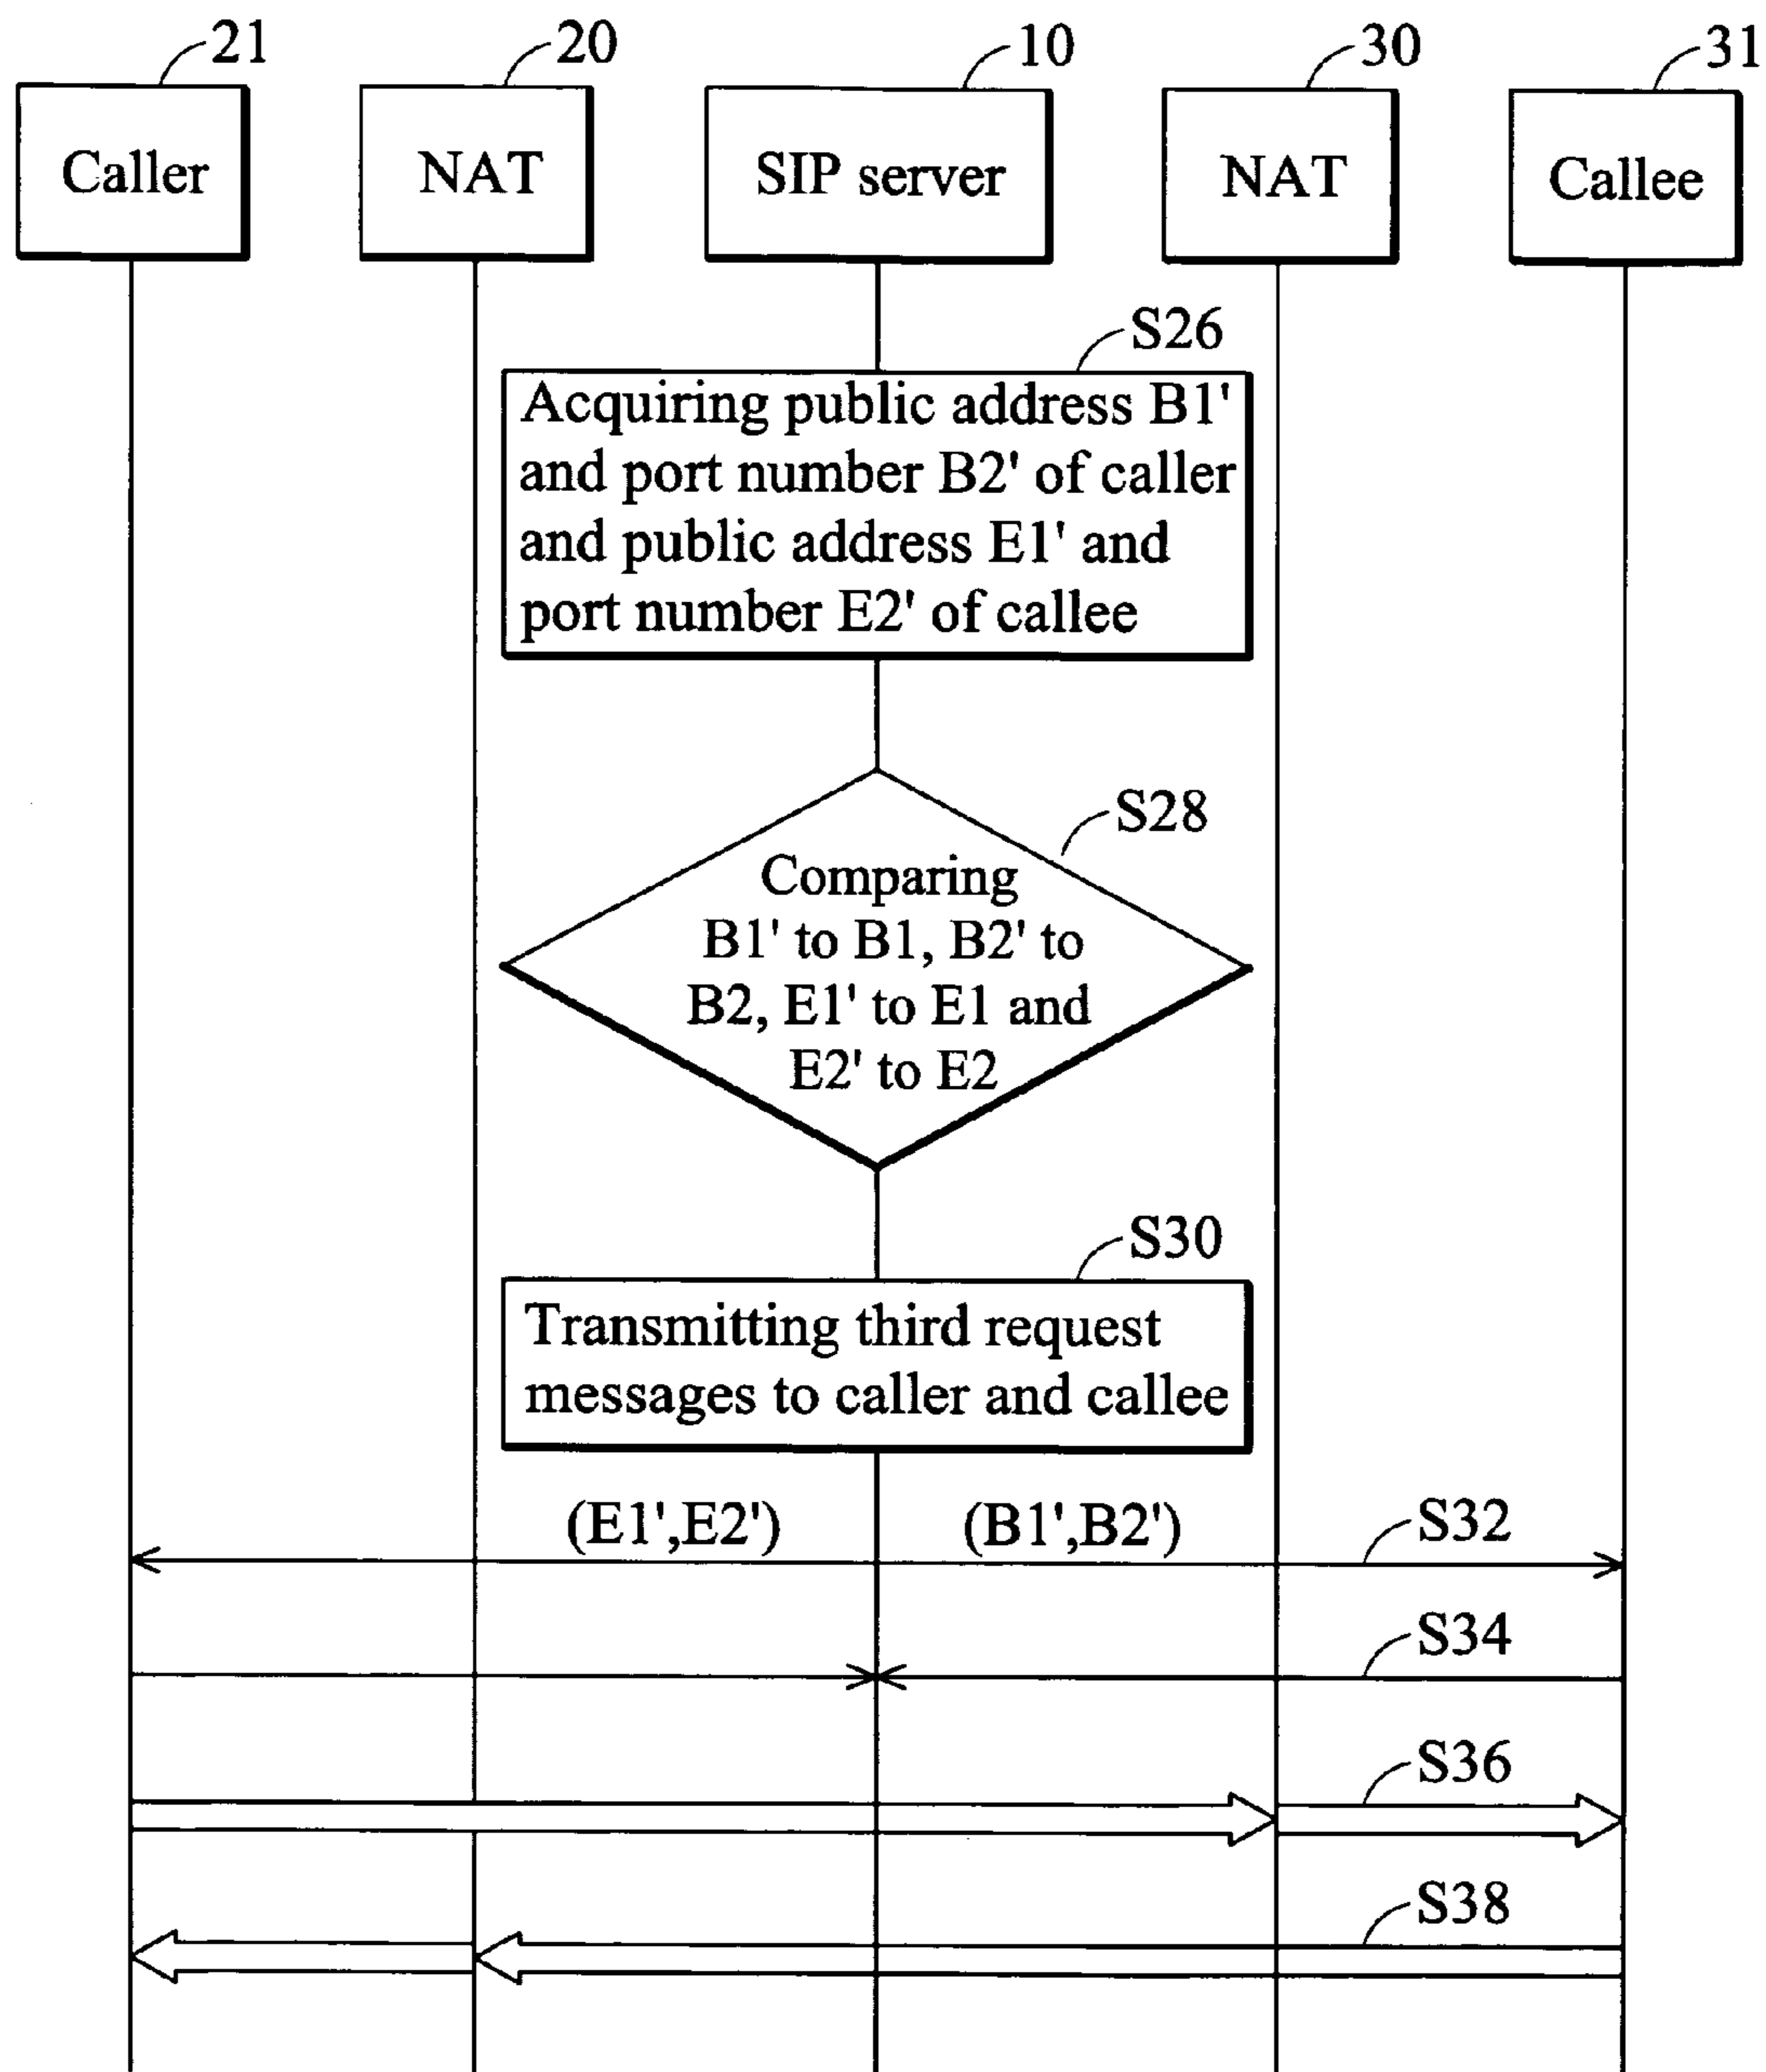 21
20
10
30
31
Caller
NAT
SIP server
NAT
Callee
S26
Acquiring public address B1'
and port number B2' of caller
and public address E1' and
port number E2' of callee
S28
Comparing
B1' to B1, B2' to
B2, E1' to E1 and
E2' to E2
S30
Transmitting third request
messages to caller and callee
(E1',E2')
(B1',B2')
S32
S34
S36
S38